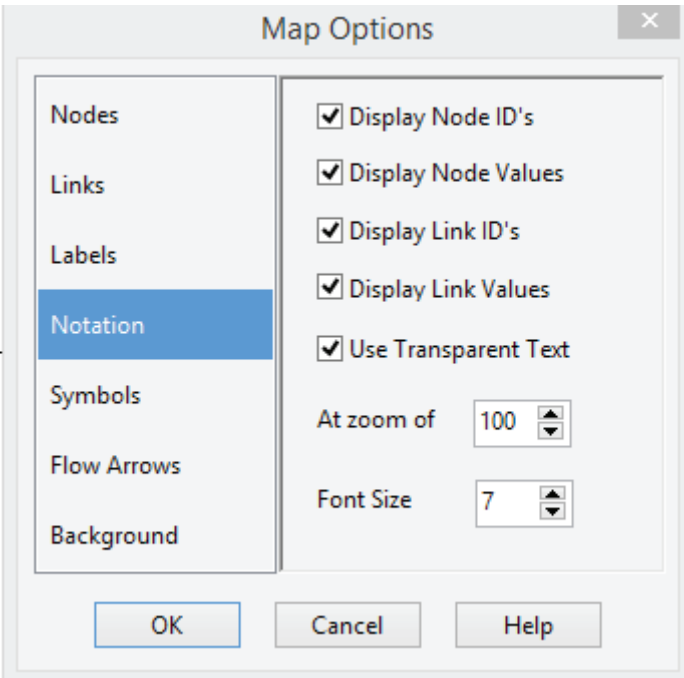 Map Options
Nodes
Links
Labels
Notation
Symbols
Flow Arrows
Background
Display Node ID's
Display Node Values
Display Link ID's
Display Link Values
Use Transparent Text
At zoom of 100
Font Size 7
OK Cancel Help